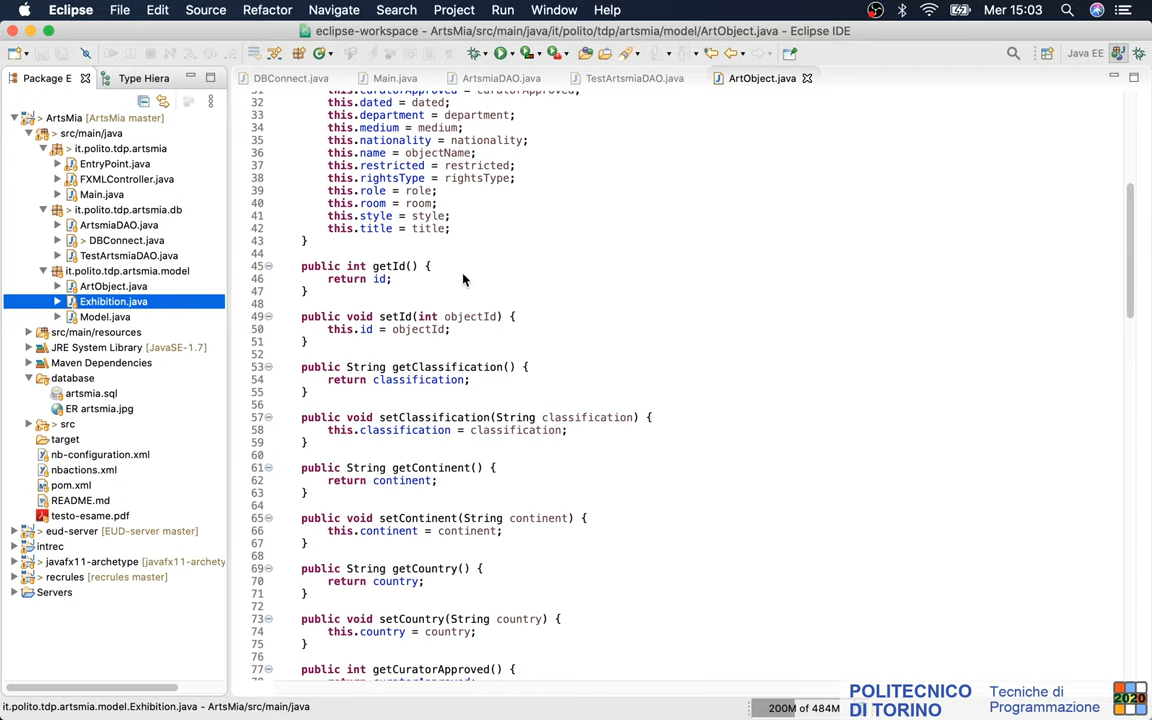 Eclipse File Edit Source Refactor Navigate Search Project Run Window Help Mer 15:03
eclipse-workspace - ArtsMia/src/main/java/it/polito/tdp/artsmia/model/ArtObject.java - Eclipse IDE
Java EE
Package E Type Hiera
DBConnect.java Main.java ArtsmiaDAO.java TestArtsmiaDAO.java ArtObject.java
> ArtsMia [ArtsMia master]
> src/main/java
> it.polito.tdp.artsmia
EntryPoint.java
FXMLController.java
Main.java
> it.polito.tdp.artsmia.db
ArtsmiaDAO.java
> DBConnect.java
TestArtsmiaDAO.java
it.polito.tdp.artsmia.model
ArtObject.java
Exhibition.java
Model.java
src/main/resources
JRE System Library [JavaSE-1.7]
Maven Dependencies
database
artsmia.sql
ER artsmia.jpg
> src
target
nb-configuration.xml
nbactions.xml
pom.xml
README.md
testo-esame.pdf
> eud-server [EUD-server master]
intrec
> javafx11-archetype [javafx11-archety
> recrules [recrules master]
Servers
31 this.curatorApproved = curatorApproved;
32 this.dated = dated;
33 this.department = department;
34 this.medium = medium;
35 this.nationality = nationality;
36 this.name = objectName;
37 this.restricted = restricted;
38 this.rightsType = rightsType;
39 this.role = role;
40 this.room = room;
41 this.style = style;
42 this.title = title;
43 }
44
45 public int getId() {
46 return id;
47 }
48
49 public void setId(int objectId) {
50 this.id = objectId;
51 }
52
53 public String getClassification() {
54 return classification;
55 }
56
57 public void setClassification(String classification) {
58 this.classification = classification;
59 }
60
61 public String getContinent() {
62 return continent;
63 }
64
65 public void setContinent(String continent) {
66 this.continent = continent;
67 }
68
69 public String getCountry() {
70 return country;
71 }
72
73 public void setCountry(String country) {
74 this.country = country;
75 }
76
77 public int getCuratorApproved() {
it.polito.tdp.artsmia.model.Exhibition.java - ArtsMia/src/main/java
200M of 484M
POLITECNICO
DI TORINO
Tecniche di
Programmazione
2020